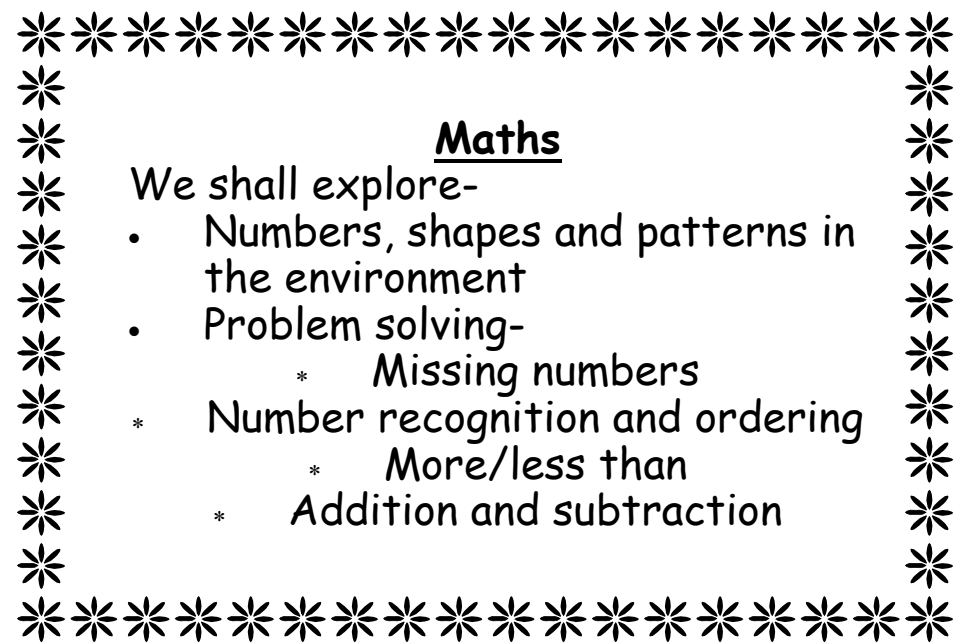 Maths
We shall explore-
• Numbers, shapes and patterns in
the environment
• Problem solving-
* Missing numbers
* Number recognition and ordering
* More/less than
* Addition and subtraction